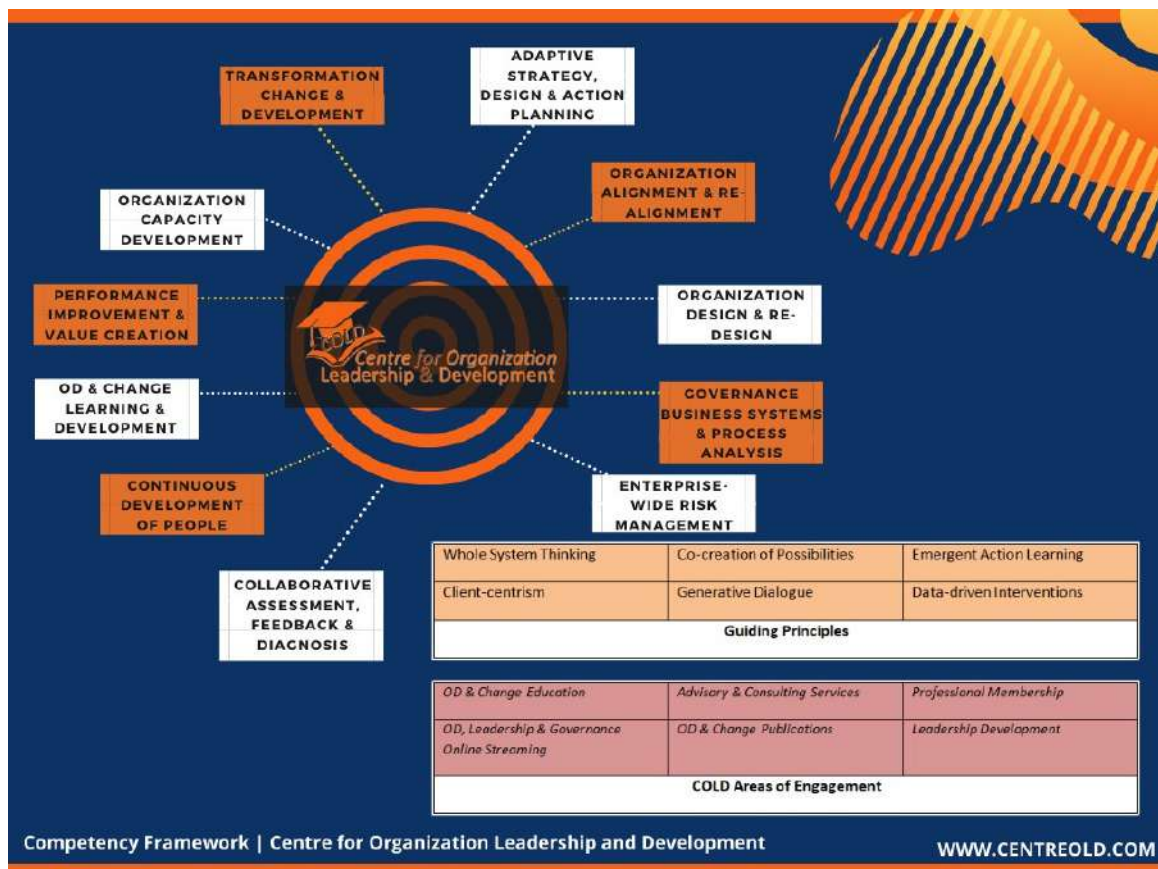 TRANSFORMATION
CHANGE &
DEVELOPMENT
ADAPTIVE
STRATEGY,
DESIGN & ACTION
PLANNING
ORGANIZATION
ALIGNMENT & RE-
ALIGNMENT
ORGANIZATION
CAPACITY
DEVELOPMENT
PERFORMANCE
IMPROVEMENT &
VALUE CREATION
ORGANIZATION
DESIGN & RE-
DESIGN
COLD
Centre for Organization
Leadership & Development
OD & CHANGE
LEARNING &
DEVELOPMENT
GOVERNANCE
BUSINESS SYSTEMS
& PROCESS
ANALYSIS
CONTINUOUS
DEVELOPMENT
OF PEOPLE
ENTERPRISE-
WIDE RISK
MANAGEMENT
COLLABORATIVE
ASSESSMENT,
FEEDBACK &
DIAGNOSIS
Whole System Thinking
Co-creation of Possibilities
Emergent Action Learning
Client-centrism
Generative Dialogue
Data-driven Interventions
Guiding Principles
OD & Change Education
Advisory & Consulting Services
Professional Membership
OD, Leadership & Governance
Online Streaming
OD & Change Publications
Leadership Development
COLD Areas of Engagement
Competency Framework | Centre for Organization Leadership and Development
WWW.CENTREOLD.COM